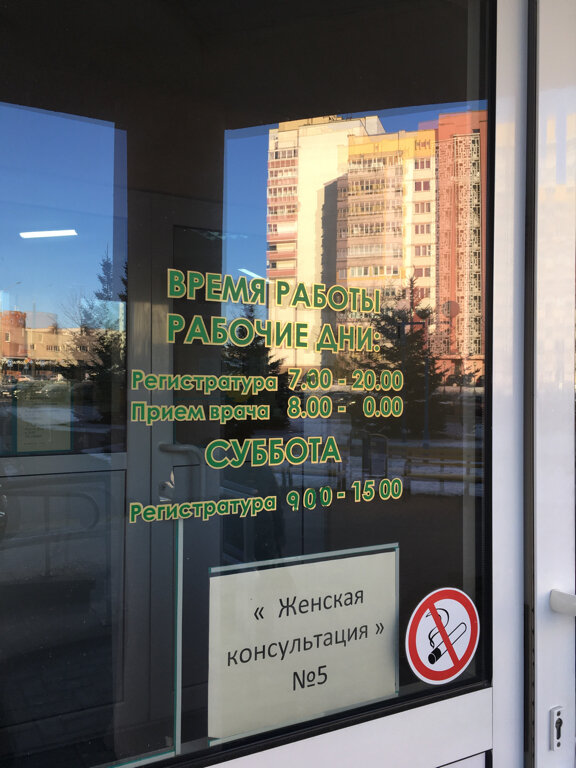 ВРЕМЯ РАБОТЫ
РАБОЧИЕ ДНИ:
Регистратура 7.30 - 20.00
Прием врача 8.00 - 0.00
СУББОТА
Регистратура 9 00 - 15 00
« Женская
консультация »
№5